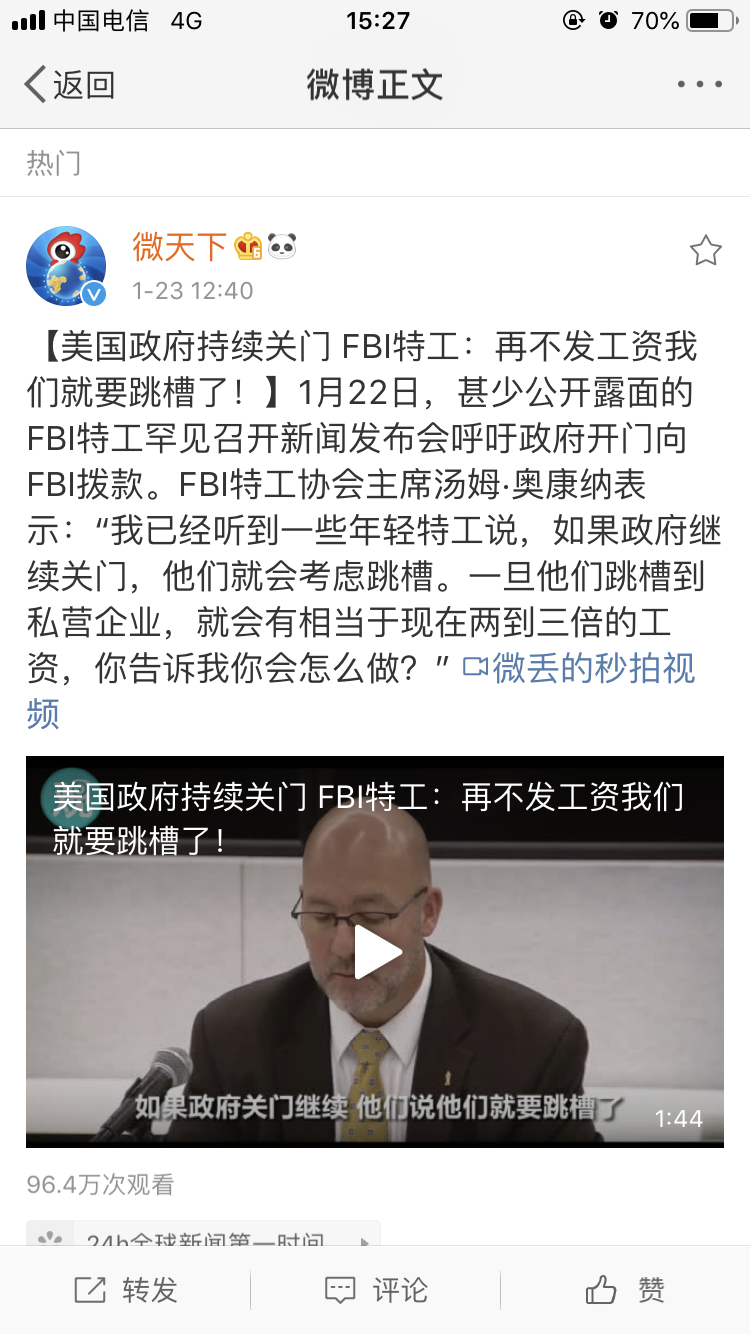 中国电信 4G 15:27 70%
返回 微博正文
热门
微天下
1-23 12:40
【美国政府持续关门 FBI特工：再不发工资我
们就要跳槽了！】1月22日，甚少公开露面的
FBI特工罕见召开新闻发布会呼吁政府开门向
FBI拨款。FBI特工协会主席汤姆·奥康纳表
示：“我已经听到一些年轻特工说，如果政府继
续关门，他们就会考虑跳槽。一旦他们跳槽到
私营企业，就会有相当于现在两到三倍的工
资，你告诉我你会怎么做？”微丢的秒拍视
频
美国政府持续关门 FBI特工：再不发工资我们
就要跳槽了！
如果政府关门继续 他们说他们就要跳槽了
1:44
96.4万次观看
24h全球新闻第一时间
转发 评论 赞